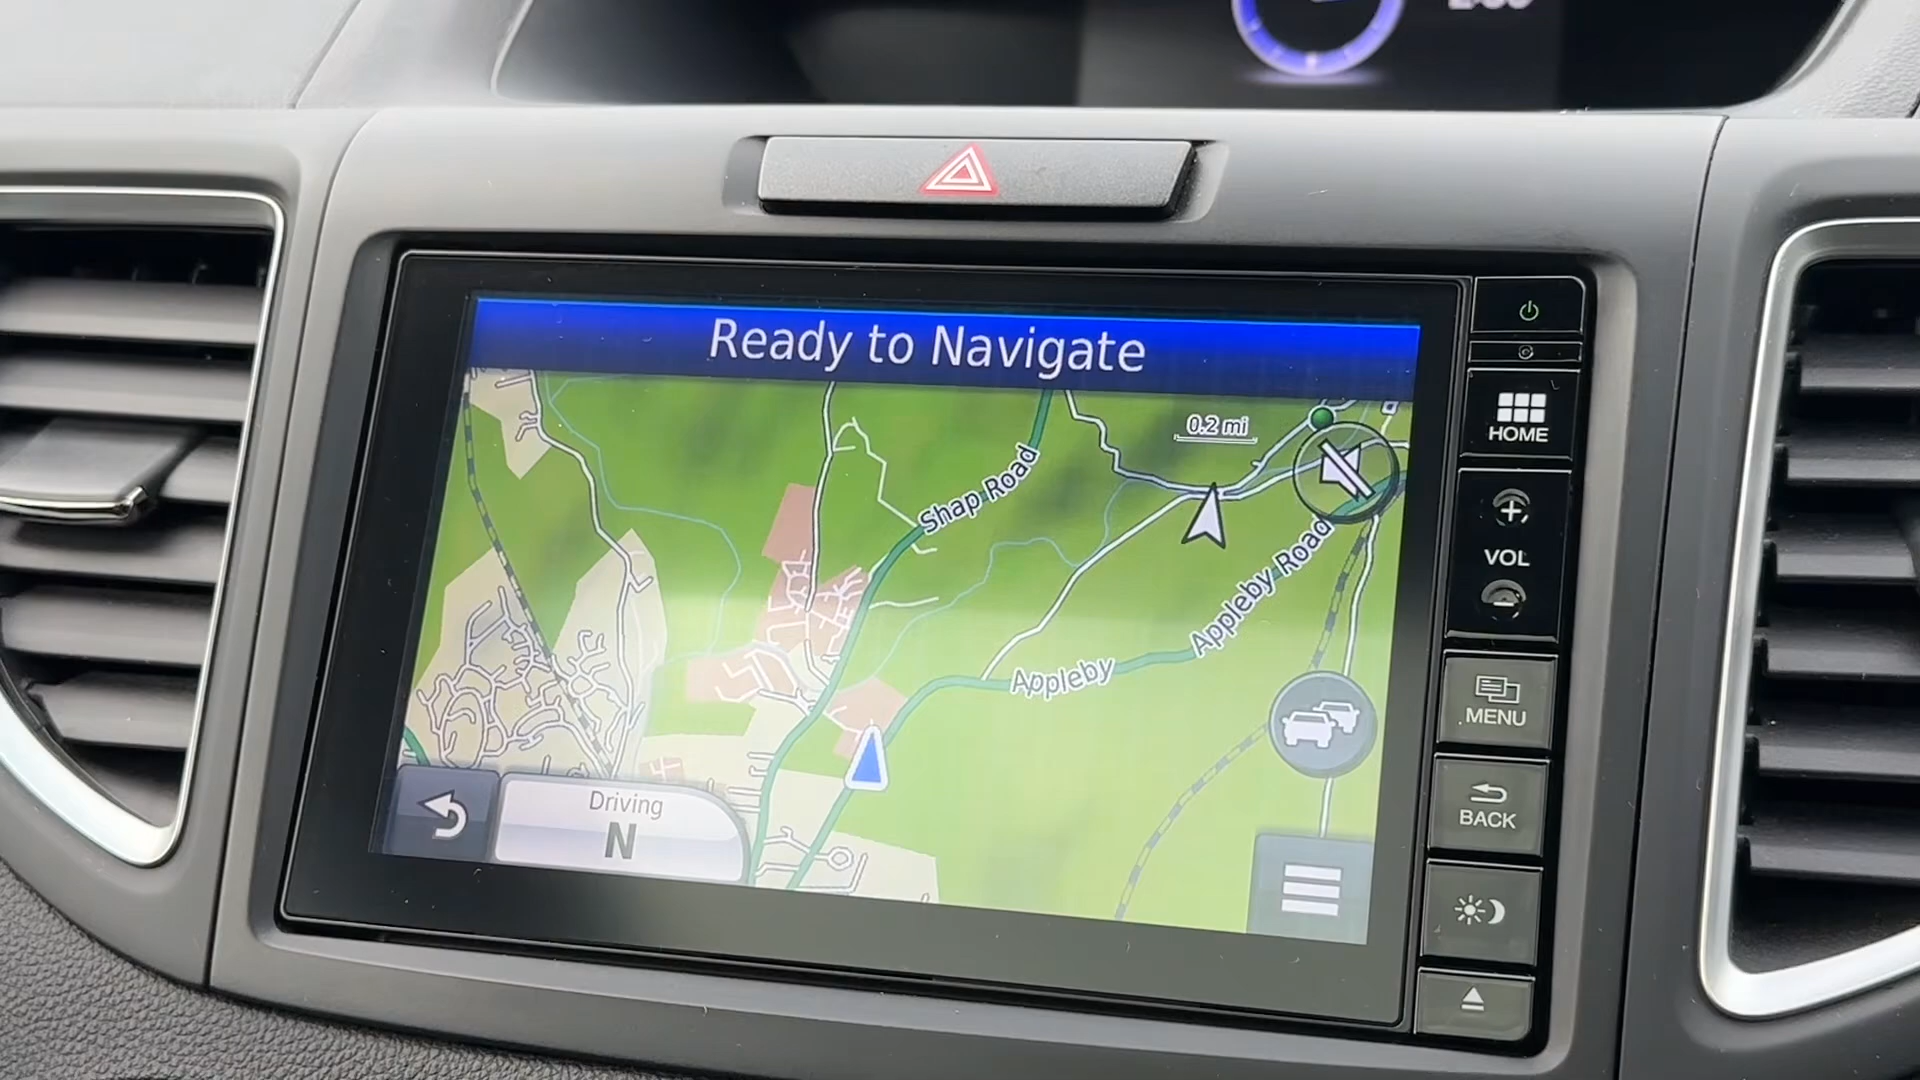 Ready to Navigate
0.2 mi
Shap Road
Appleby Road
Appleby
Driving
N
HOME
VOL
MENU
BACK